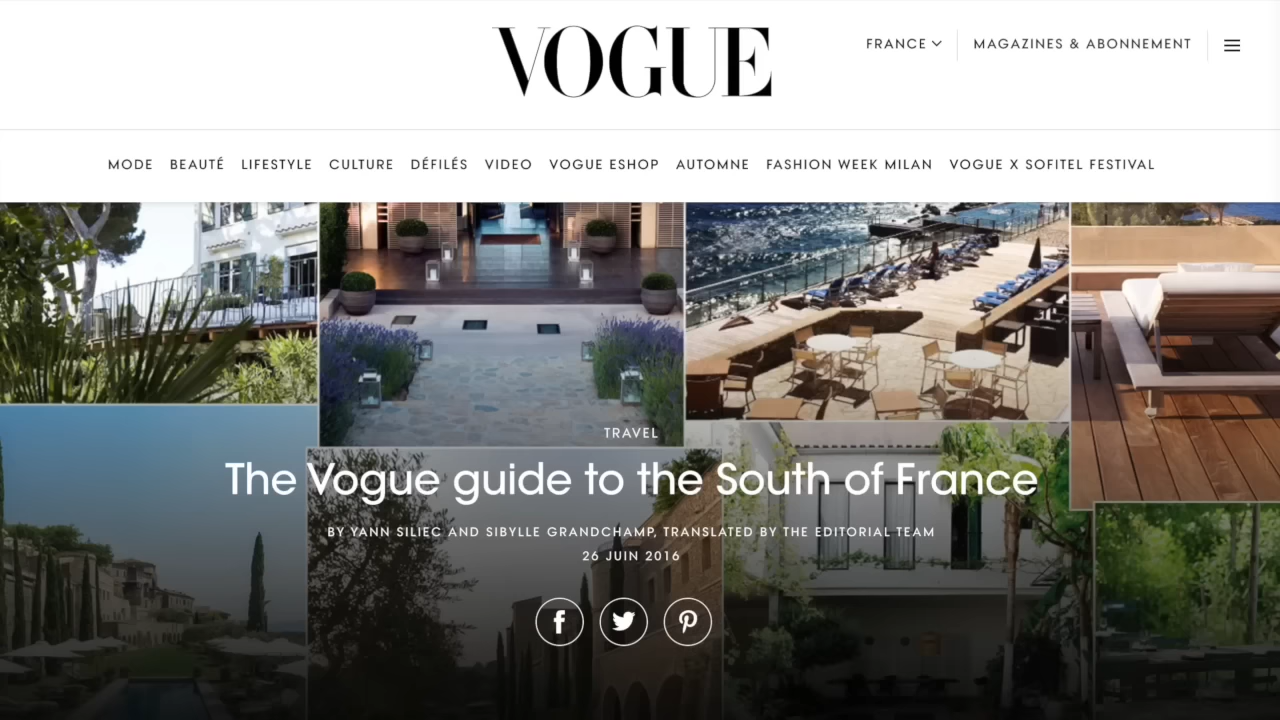 VOGUE
FRANCE
MAGAZINES & ABONNEMENT
MODE BEAUTÉ LIFESTYLE CULTURE DÉFILÉS VIDEO VOGUE ESHOP AUTOMNE FASHION WEEK MILAN VOGUE X SOFITEL FESTIVAL
TRAVEL
The Vogue guide to the South of France
BY YANN SILIEC AND SIBYLLE GRANDCHAMP, TRANSLATED BY THE EDITORIAL TEAM
26 JUIN 2016